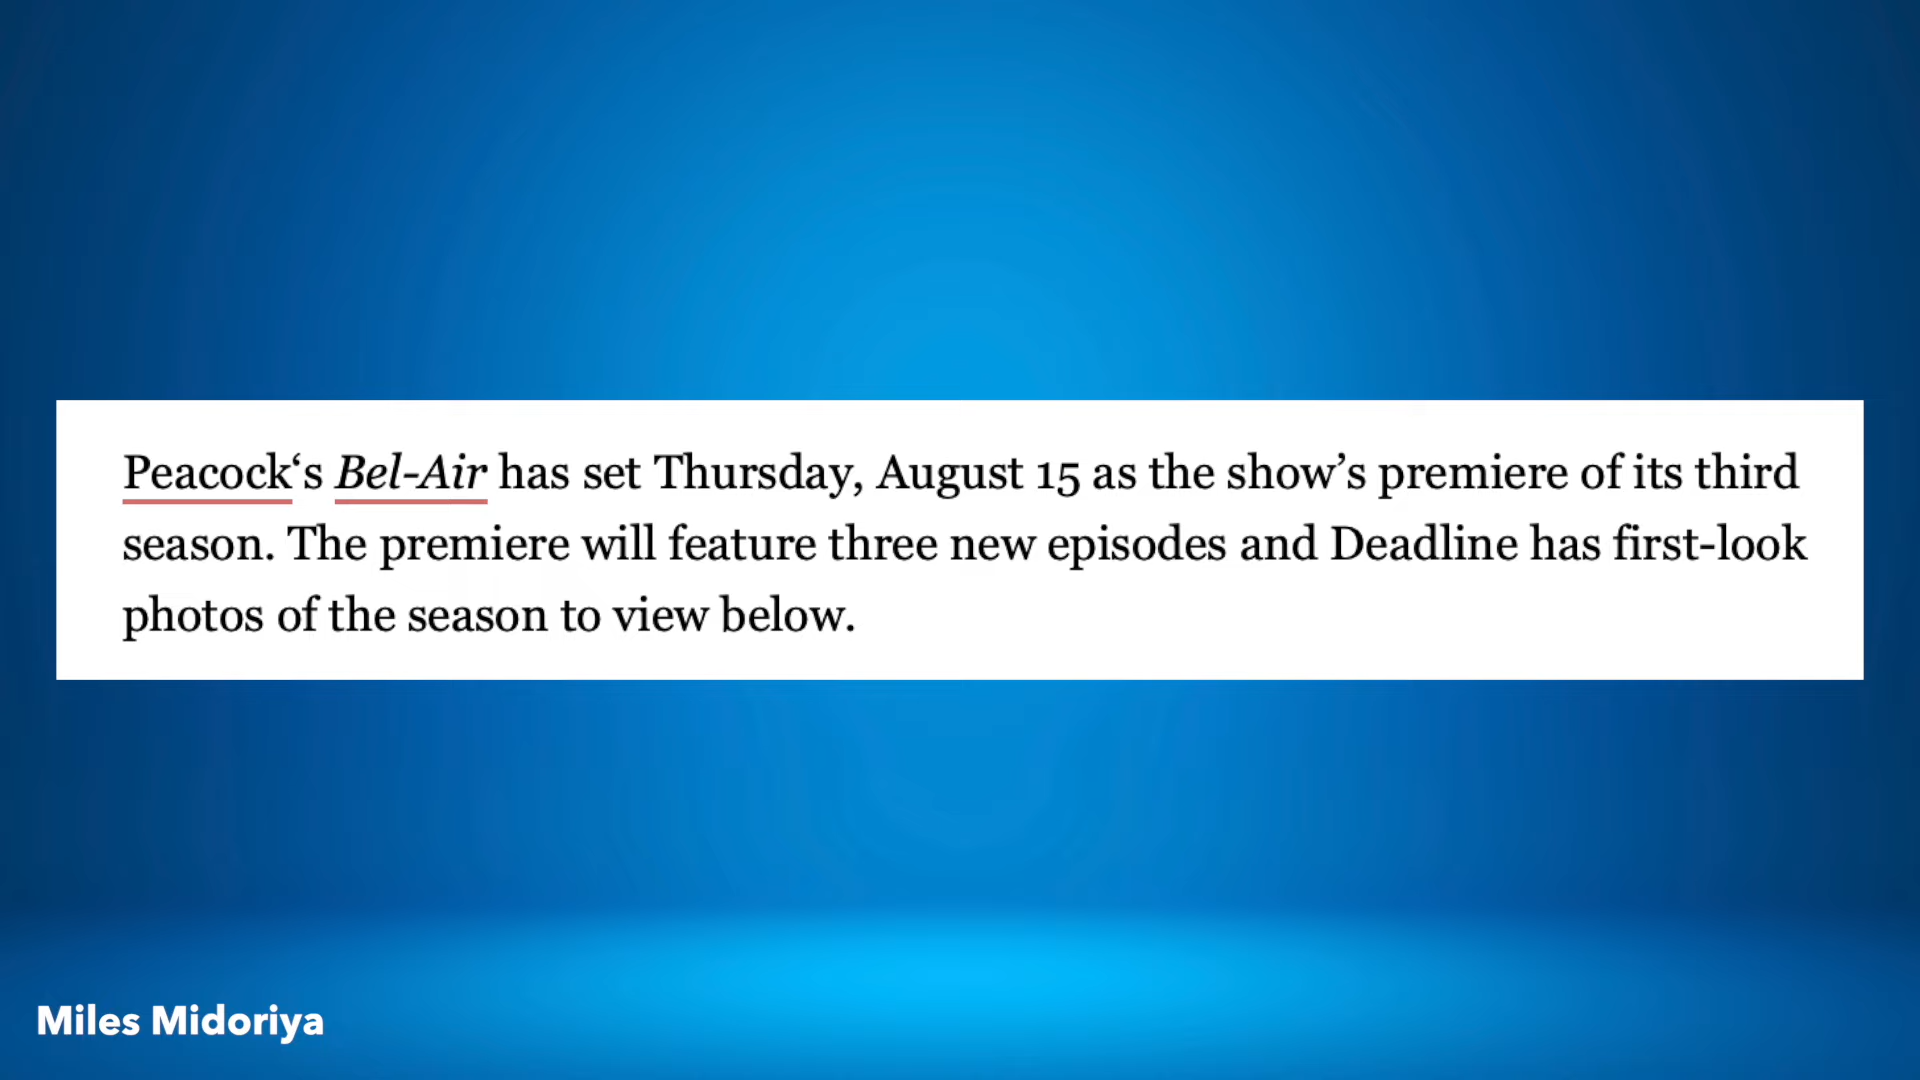 Peacock‘s Bel-Air has set Thursday, August 15 as the show’s premiere of its third
season. The premiere will feature three new episodes and Deadline has first-look
photos of the season to view below.
Miles Midoriya